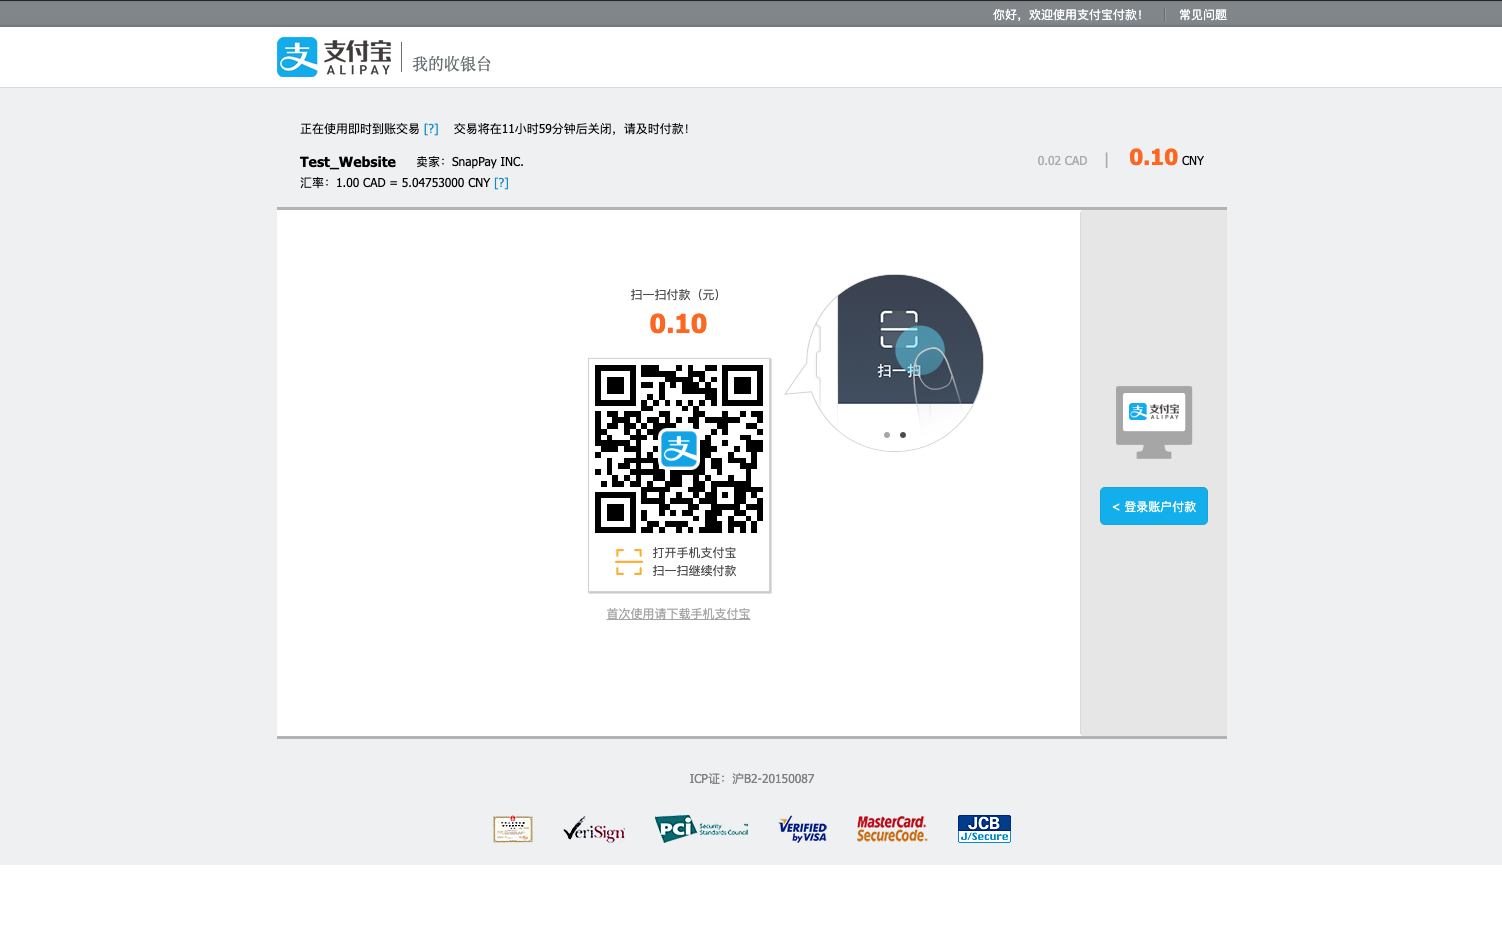 你好，欢迎使用支付宝付款！ 常见问题
支付宝
ALIPAY
我的收银台
正在使用即时到账交易 [?] 交易将在11小时59分钟后关闭，请及时付款！
Test_Website 卖家：SnapPay INC.
0.02 CAD | 0.10 CNY
汇率：1.00 CAD = 5.04753000 CNY [?]
扫一扫付款（元）
0.10
扫一扫
支
打开手机支付宝
扫一扫继续付款
首次使用请下载手机支付宝
支付宝
ALIPAY
< 登录账户付款
ICP证：沪B2-20150087
VeriSign
PCi Security Standards Council
VERIFIED by VISA
MasterCard. SecureCode.
JCB J/Secure